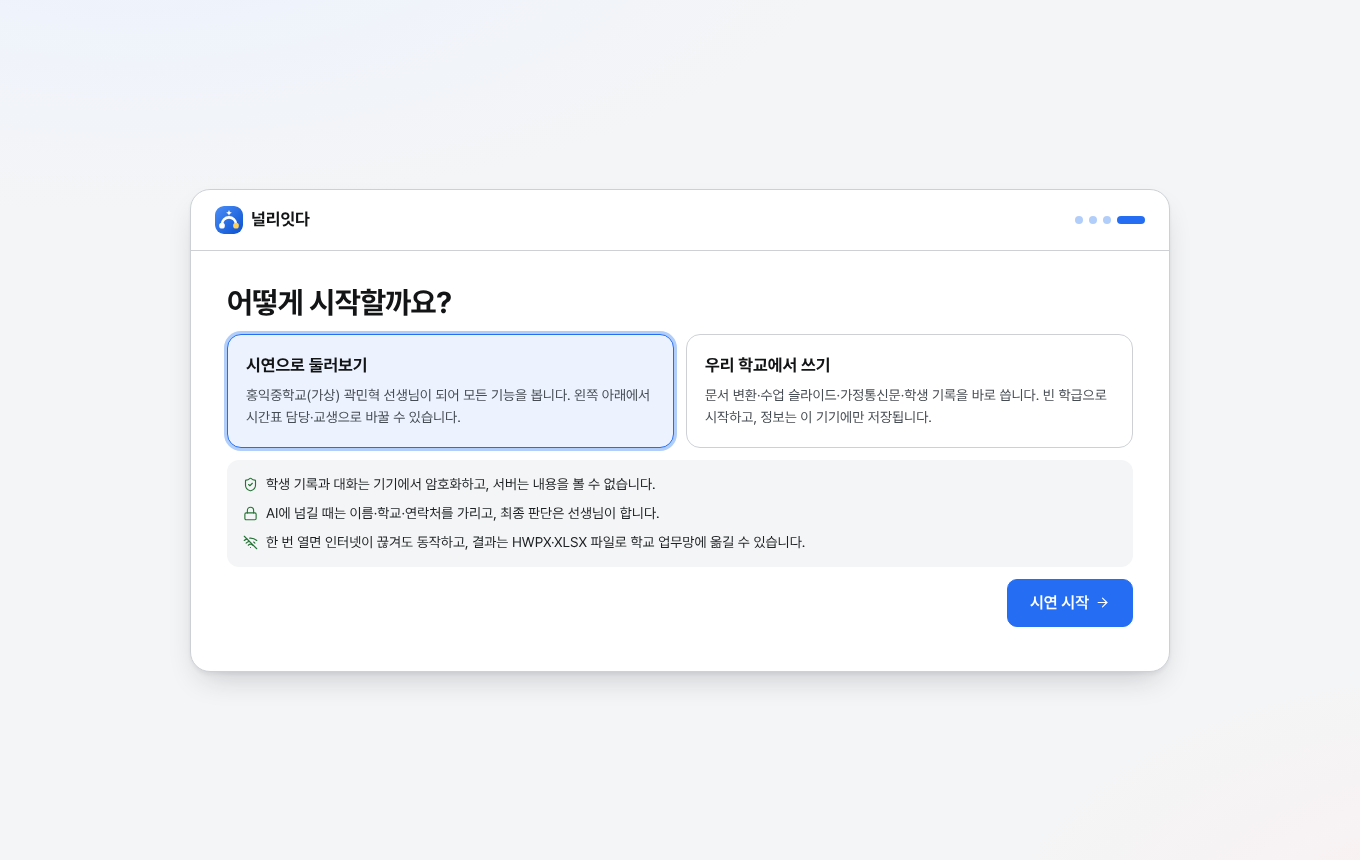 널리잇다
어떻게 시작할까요?
시연으로 둘러보기
홍익중학교(가상) 곽민혁 선생님이 되어 모든 기능을 봅니다. 왼쪽 아래에서
시간표 담당·교생으로 바꿀 수 있습니다.
우리 학교에서 쓰기
문서 변환·수업 슬라이드·가정통신문·학생 기록을 바로 씁니다. 빈 학급으로
시작하고, 정보는 이 기기에만 저장됩니다.
학생 기록과 대화는 기기에서 암호화하고, 서버는 내용을 볼 수 없습니다.
AI에 넘길 때는 이름·학교·연락처를 가리고, 최종 판단은 선생님이 합니다.
한 번 열면 인터넷이 끊겨도 동작하고, 결과는 HWPX·XLSX 파일로 학교 업무망에 옮길 수 있습니다.
시연 시작 →